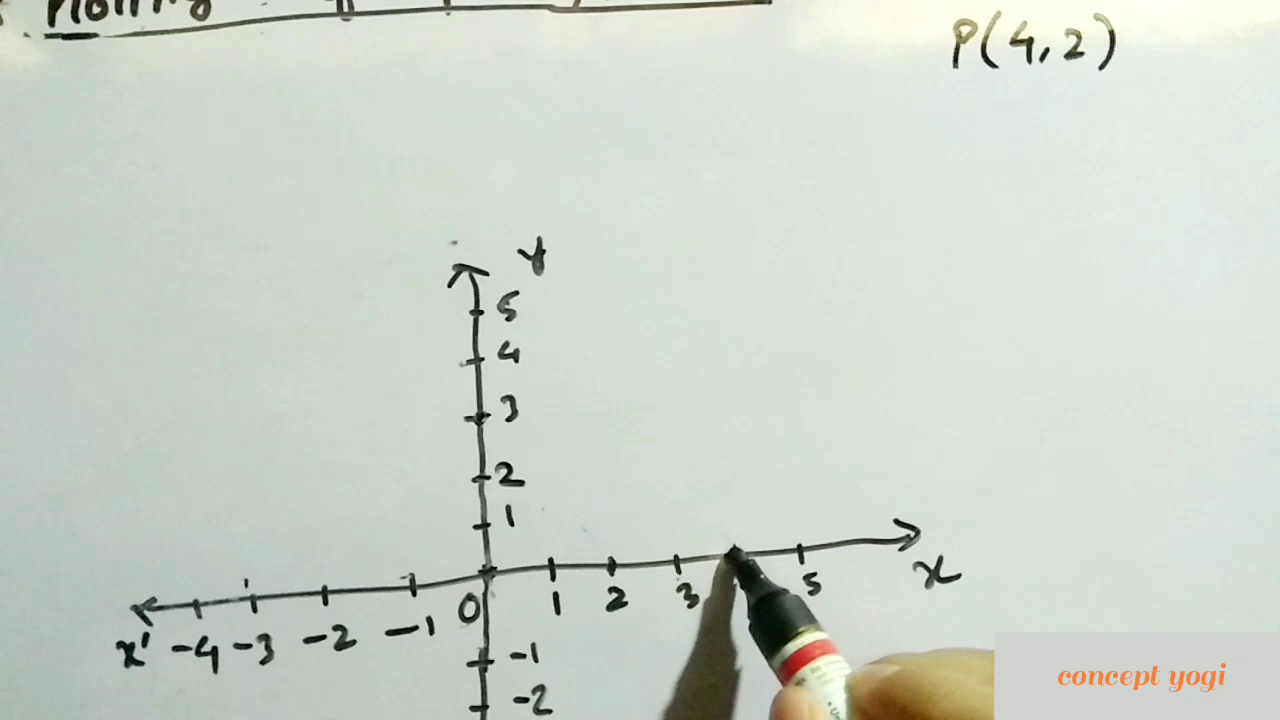 Plotting
P(4,2)
y
5
4
3
2
1
x' -4 -3 -2 -1 0 1 2 3 5 x
-1
-2
concept yogi